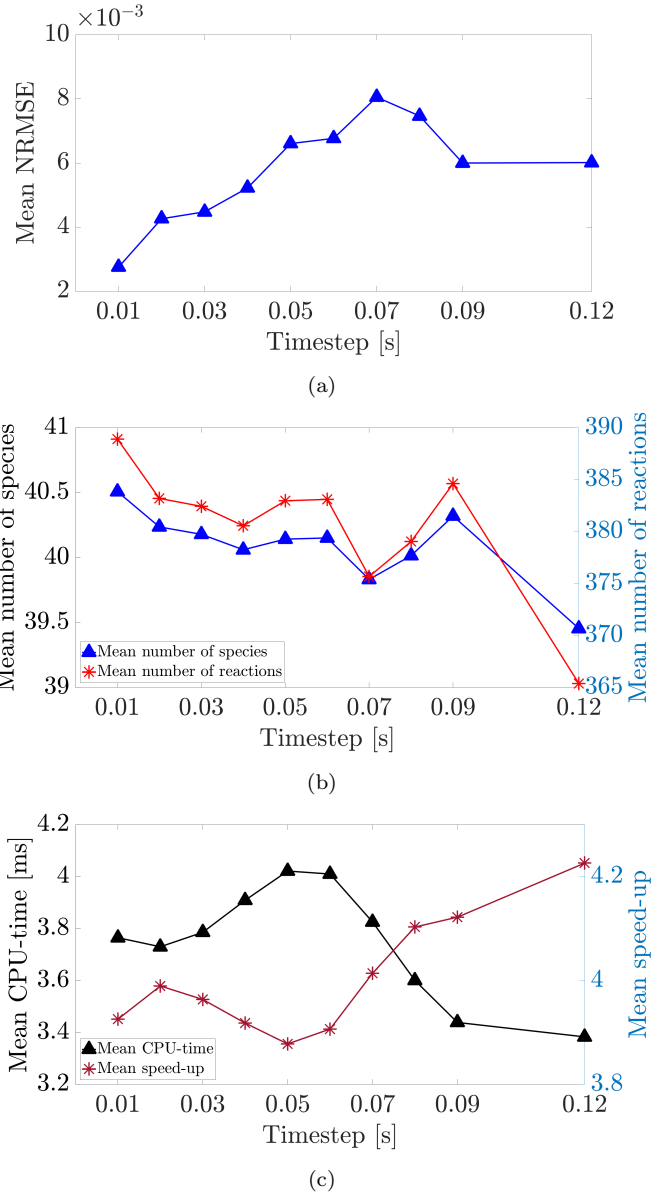 ×10⁻³
10
8
6
4
2
Mean NRMSE
0.01 0.03 0.05 0.07 0.09 0.12
Timestep [s]
(a)
41
40.5
40
39.5
39
Mean number of species
390
385
380
375
370
365
Mean number of reactions
Mean number of species
Mean number of reactions
0.01 0.03 0.05 0.07 0.09 0.12
Timestep [s]
(b)
4.2
4
3.8
3.6
3.4
3.2
Mean CPU-time [ms]
4.2
4
3.8
Mean speed-up
Mean CPU-time
Mean speed-up
0.01 0.03 0.05 0.07 0.09 0.12
Timestep [s]
(c)